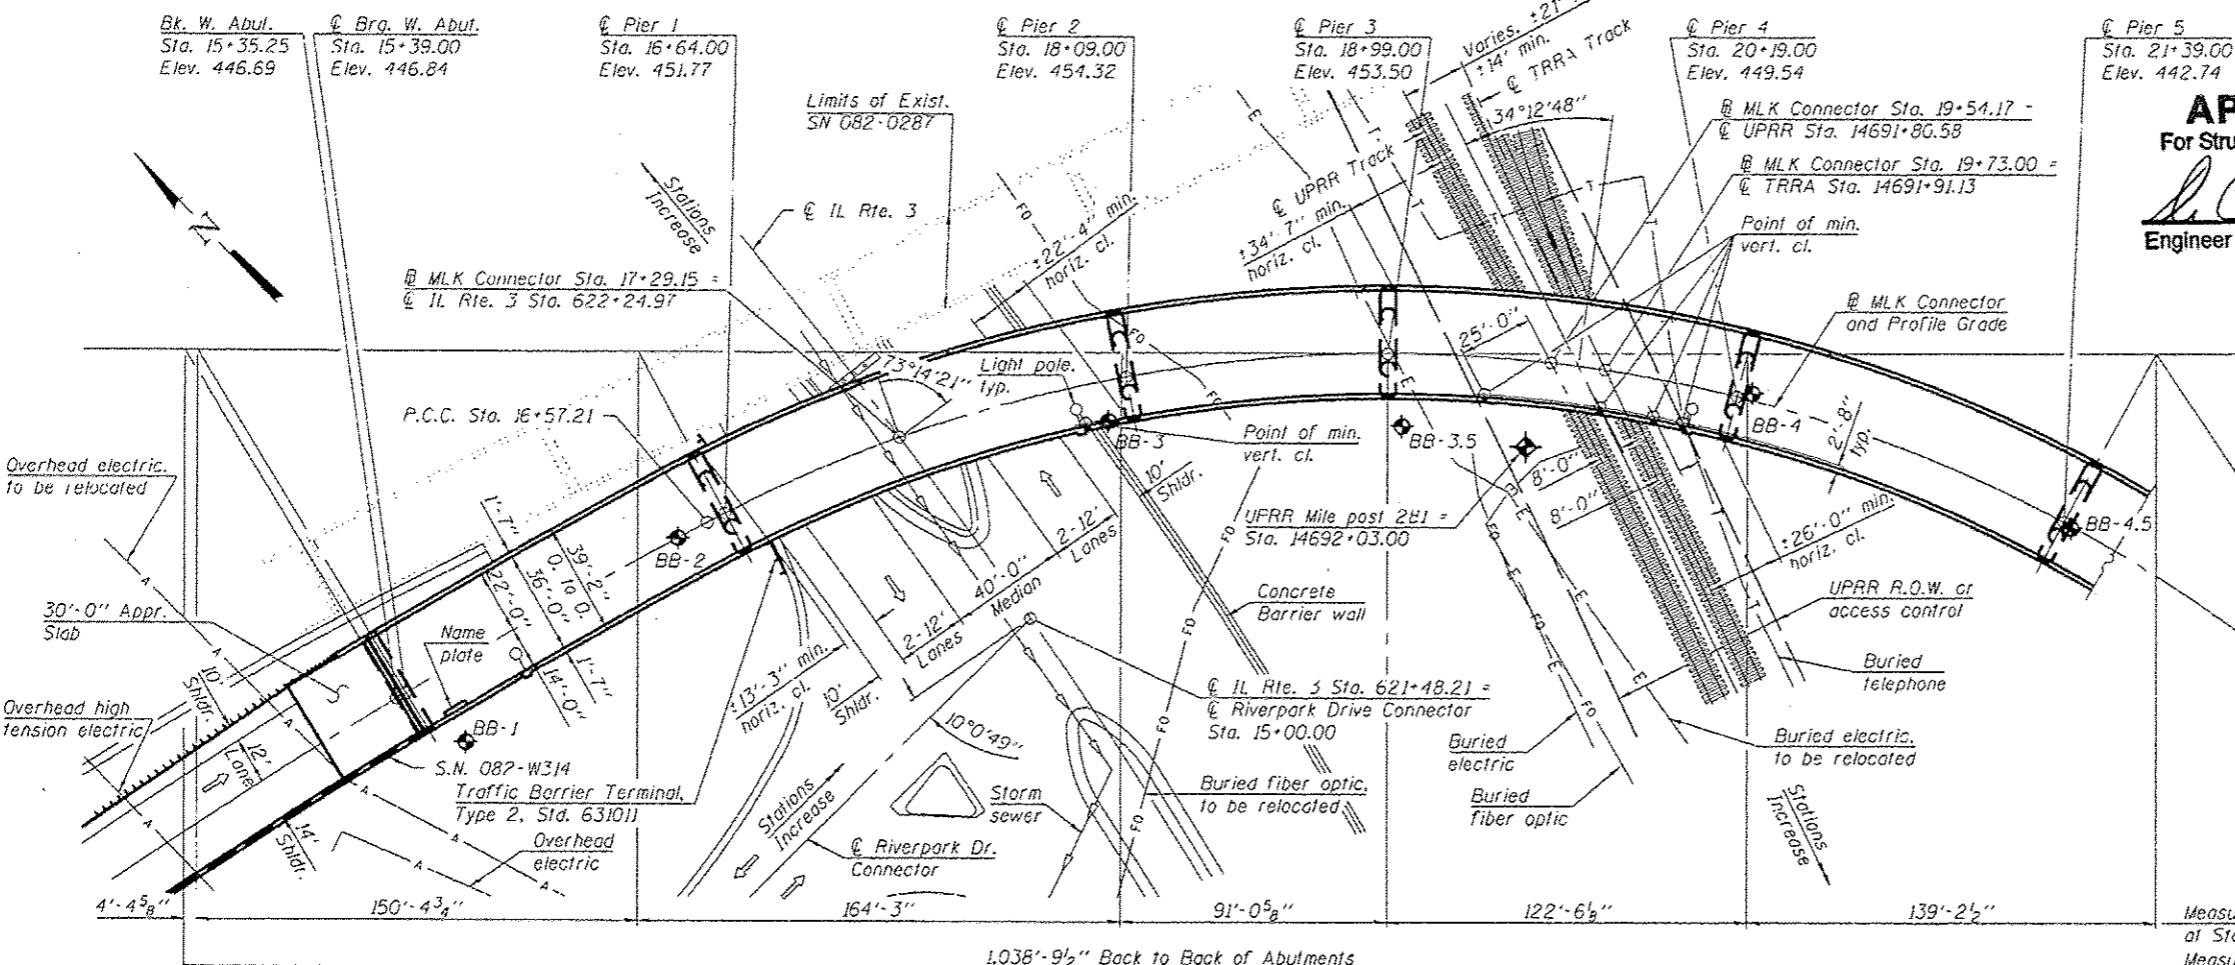 Bk. W. Abut.
Sta. 15+35.25
Elev. 446.69
℄ Brg. W. Abut.
Sta. 15+39.00
Elev. 446.84
℄ Pier 1
Sta. 16+64.00
Elev. 451.77
℄ Pier 2
Sta. 18+09.00
Elev. 454.32
℄ Pier 3
Sta. 18+99.00
Elev. 453.50
Varies, ±21'
±14' min.
℄ TRRA Track
℄ Pier 4
Sta. 20+19.00
Elev. 449.54
℄ Pier 5
Sta. 21+39.00
Elev. 442.74
AP
For Stru
Engineer
Limits of Exist.
SN 082-0287
34°12'48"
℔ MLK Connector Sta. 19+54.17 =
℄ UPRR Sta. 14691+80.58
℔ MLK Connector Sta. 19+73.00 =
℄ TRRA Sta. 14691+91.13
Point of min.
vert. cl.
Stations
Increase
℄ IL Rte. 3
N
FO
E
T
℄ UPRR Track
±34'-7" min.
horiz. cl.
±22'-4" min.
horiz. cl.
℔ MLK Connector Sta. 17+29.15 =
℄ IL Rte. 3 Sta. 622+24.97
℔ MLK Connector
and Profile Grade
25'-0"
73°14'21"
Light pole,
typ.
P.C.C. Sta. 16+57.21
BB-3
Point of min.
vert. cl.
BB-3.5
BB-4
2'-8"
typ.
Overhead electric,
to be relocated
1'-7"
39'-2"
O. to O.
36'-0"
22'-0"
BB-2
10'
Shldr.
8'-0"
8'-0"
UPRR Mile post 281 =
Sta. 14692+03.00
±26'-0" min.
horiz. cl.
BB-4.5
2-12'
Lanes
40'-0"
Median
2-12'
Lanes
Concrete
Barrier wall
UPRR R.O.W. or
access control
30'-0" Appr.
Slab
Name
plate
1'-7"
14'-0"
10'
Shldr.
±13'-3" min.
horiz. cl.
10'
Shldr.
Buried
telephone
℄ IL Rte. 3 Sta. 621+48.21 =
℄ Riverpark Drive Connector
Sta. 15+00.00
Overhead high
tension electric
BB-1
12'
Lane
S.N. 082-W314
10°0'49"
Buried
electric
Buried electric,
to be relocated
Traffic Barrier Terminal,
Type 2, Std. 631011
Storm
sewer
Buried fiber optic,
to be relocated
Buried
fiber optic
Stations
Increase
Stations
Increase
14'
Shldr.
Overhead
electric
A
℄ Riverpark Dr.
Connector
4'-4⅝"
150'-4¾"
164'-3"
91'-0⅝"
122'-6⅛"
139'-2½"
Measu
at Sta
Measu
1,038'-9½" Back to Back of Abutments